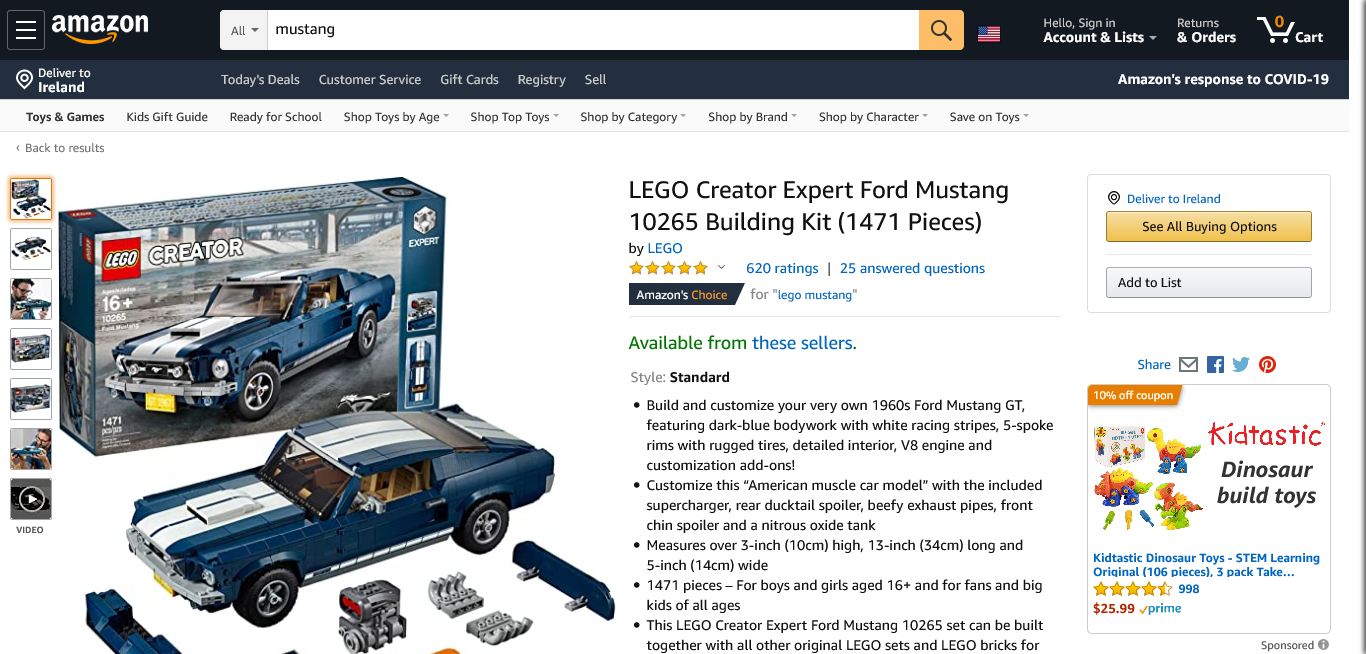 amazon
All
mustang
Hello, Sign in
Account & Lists
Returns
& Orders
0
Cart
Deliver to
Ireland
Today's Deals
Customer Service
Gift Cards
Registry
Sell
Amazon's response to COVID-19
Toys & Games
Kids Gift Guide
Ready for School
Shop Toys by Age
Shop Top Toys
Shop by Category
Shop by Brand
Shop by Character
Save on Toys
‹ Back to results
VIDEO
LEGO
CREATOR
EXPERT
16+
10265
Ford Mustang
1471
pcs/pzs
LEGO Creator Expert Ford Mustang
10265 Building Kit (1471 Pieces)
by LEGO
620 ratings | 25 answered questions
Amazon's Choice for "lego mustang"
Available from these sellers.
Style: Standard
• Build and customize your very own 1960s Ford Mustang GT,
featuring dark-blue bodywork with white racing stripes, 5-spoke
rims with rugged tires, detailed interior, V8 engine and
customization add-ons!
• Customize this “American muscle car model” with the included
supercharger, rear ducktail spoiler, beefy exhaust pipes, front
chin spoiler and a nitrous oxide tank
• Measures over 3-inch (10cm) high, 13-inch (34cm) long and
5-inch (14cm) wide
• 1471 pieces – For boys and girls aged 16+ and for fans and big
kids of all ages
• This LEGO Creator Expert Ford Mustang 10265 set can be built
together with all other original LEGO sets and LEGO bricks for
Deliver to Ireland
See All Buying Options
Add to List
Share
10% off coupon
Kidtastic
Dinosaur
build toys
Kidtastic Dinosaur Toys - STEM Learning
Original (106 pieces), 3 pack Take...
998
$25.99 prime
Sponsored